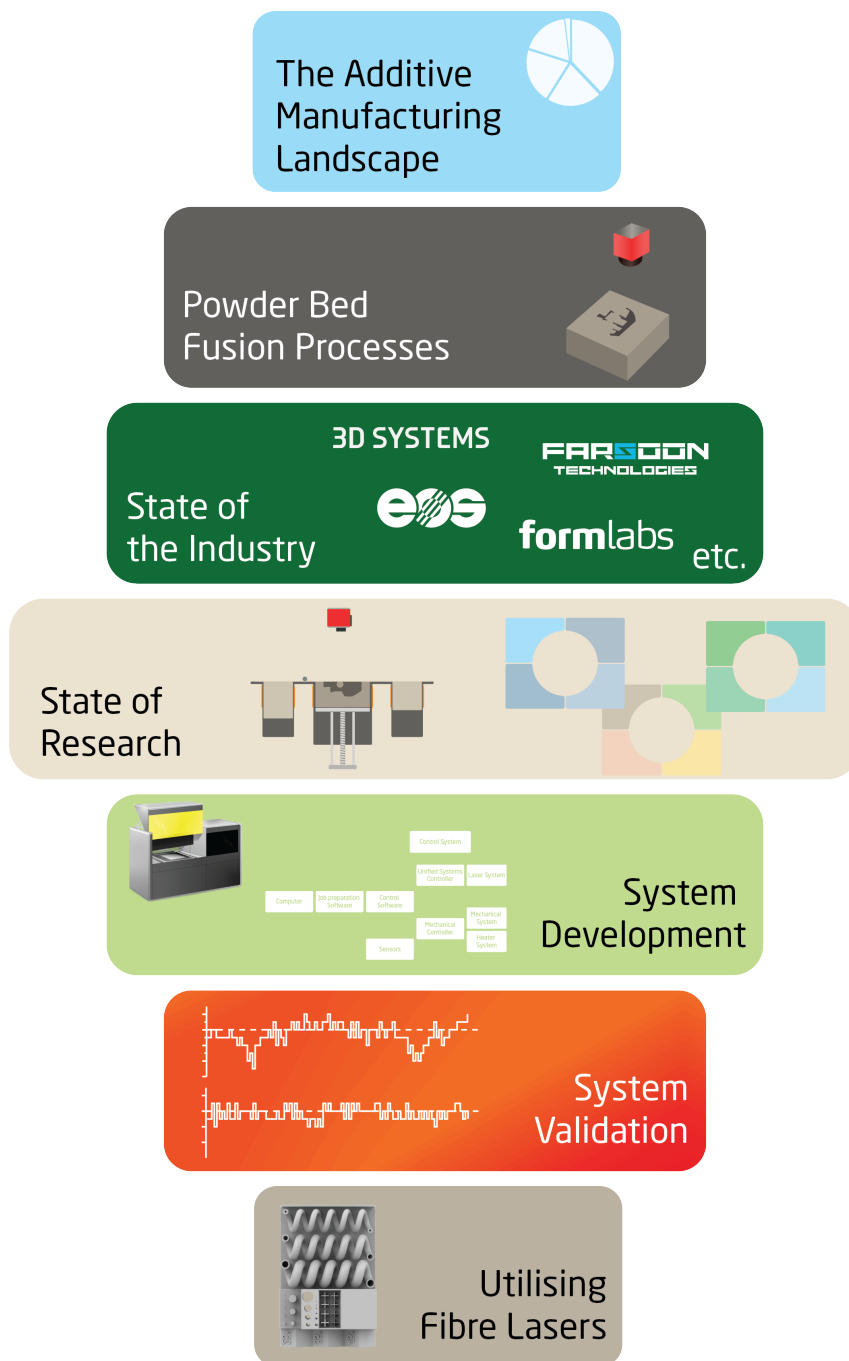 The Additive
Manufacturing
Landscape
Powder Bed
Fusion Processes
3D SYSTEMS
FARSOON
TECHNOLOGIES
eos
State of
the Industry
formlabs
etc.
State of
Research
Control System
Unified Systems
Controller
Laser System
Computer
Job preparation
Software
Control
Software
Mechanical
System
Mechanical
Controller
Heater
System
Sensors
System
Development
System
Validation
Utilising
Fibre Lasers